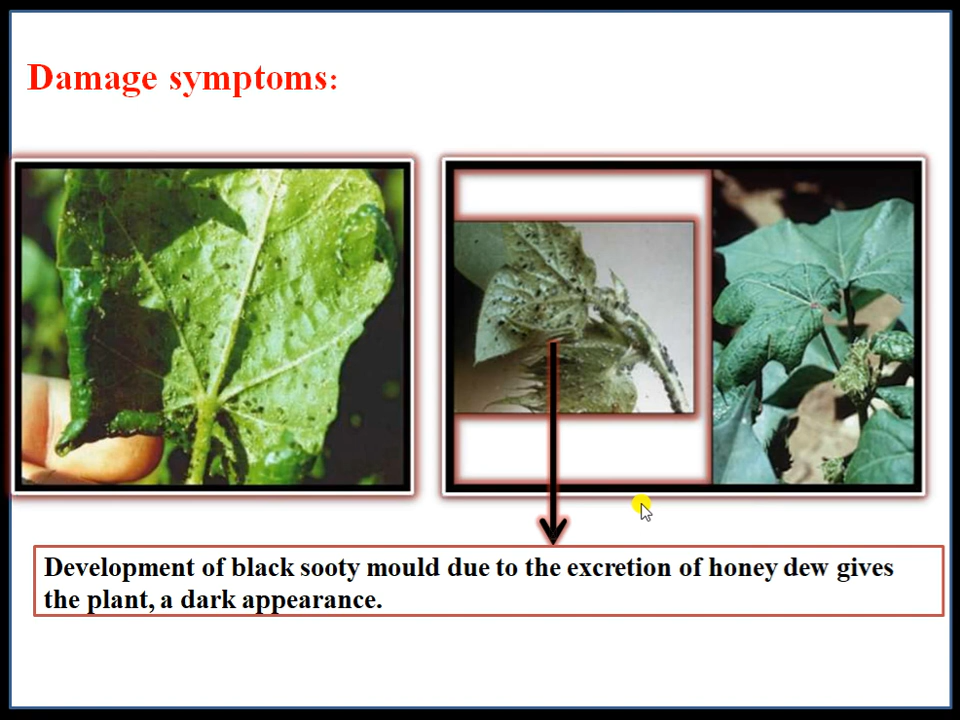 Damage symptoms:
Development of black sooty mould due to the excretion of honey dew gives
the plant, a dark appearance.